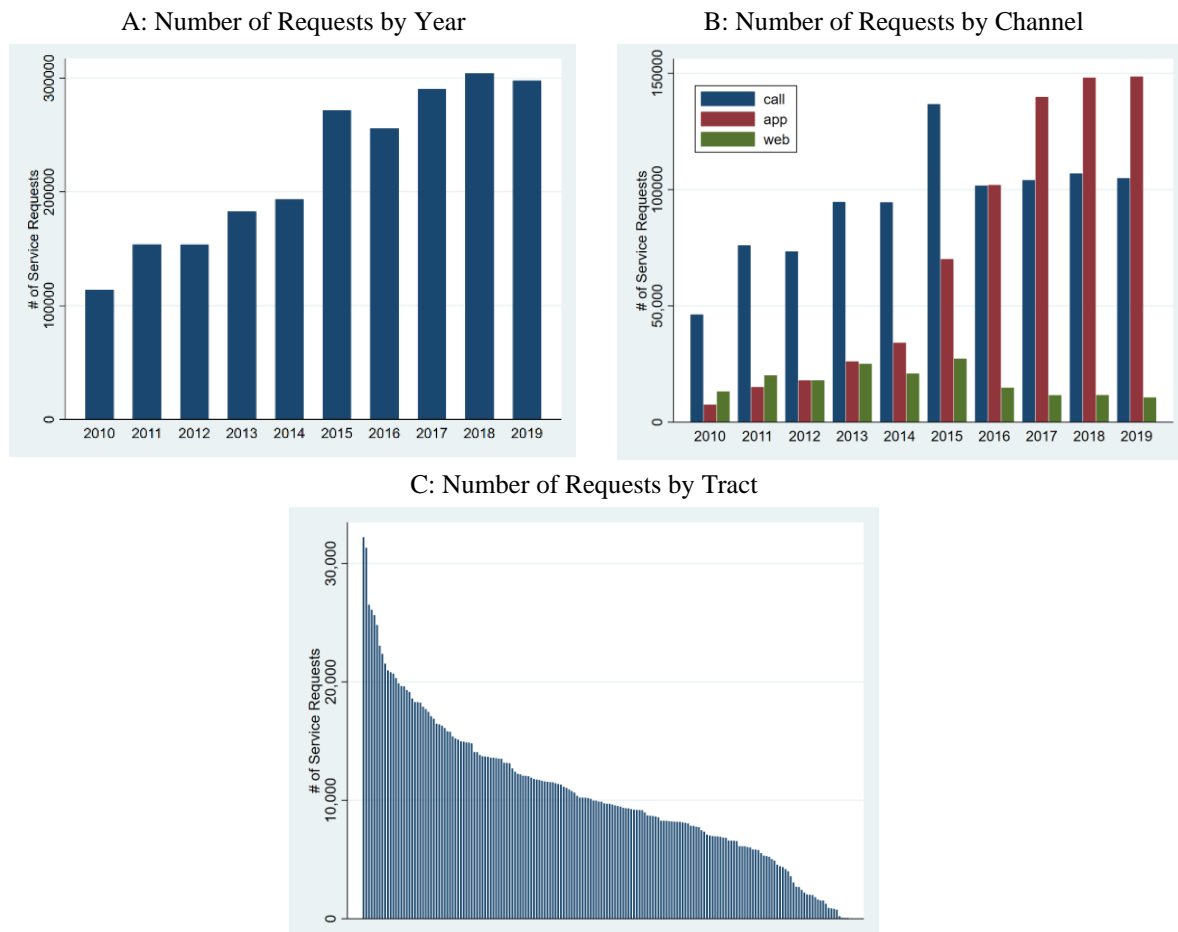 A: Number of Requests by Year
# of Service Requests
300000
200000
100000
0
2010 2011 2012 2013 2014 2015 2016 2017 2018 2019
B: Number of Requests by Channel
# of Service Requests
150000
100000
50,000
0
call
app
web
2010 2011 2012 2013 2014 2015 2016 2017 2018 2019
C: Number of Requests by Tract
# of Service Requests
30,000
20,000
10,000
0